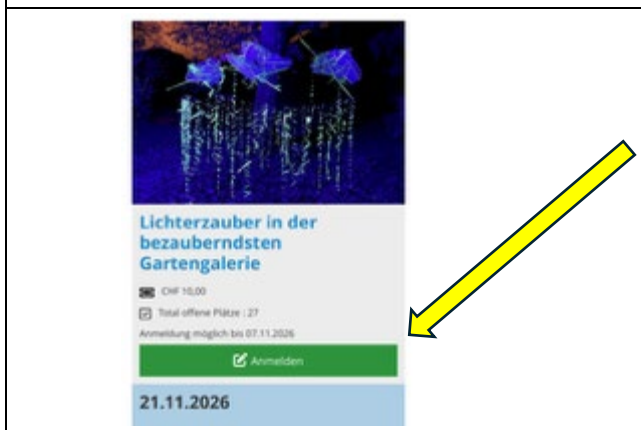 Lichterzauber in der
bezauberndsten
Gartengalerie
CHF 10,00
Total offene Plätze : 27
Anmeldung möglich bis 07.11.2026
Anmelden
21.11.2026